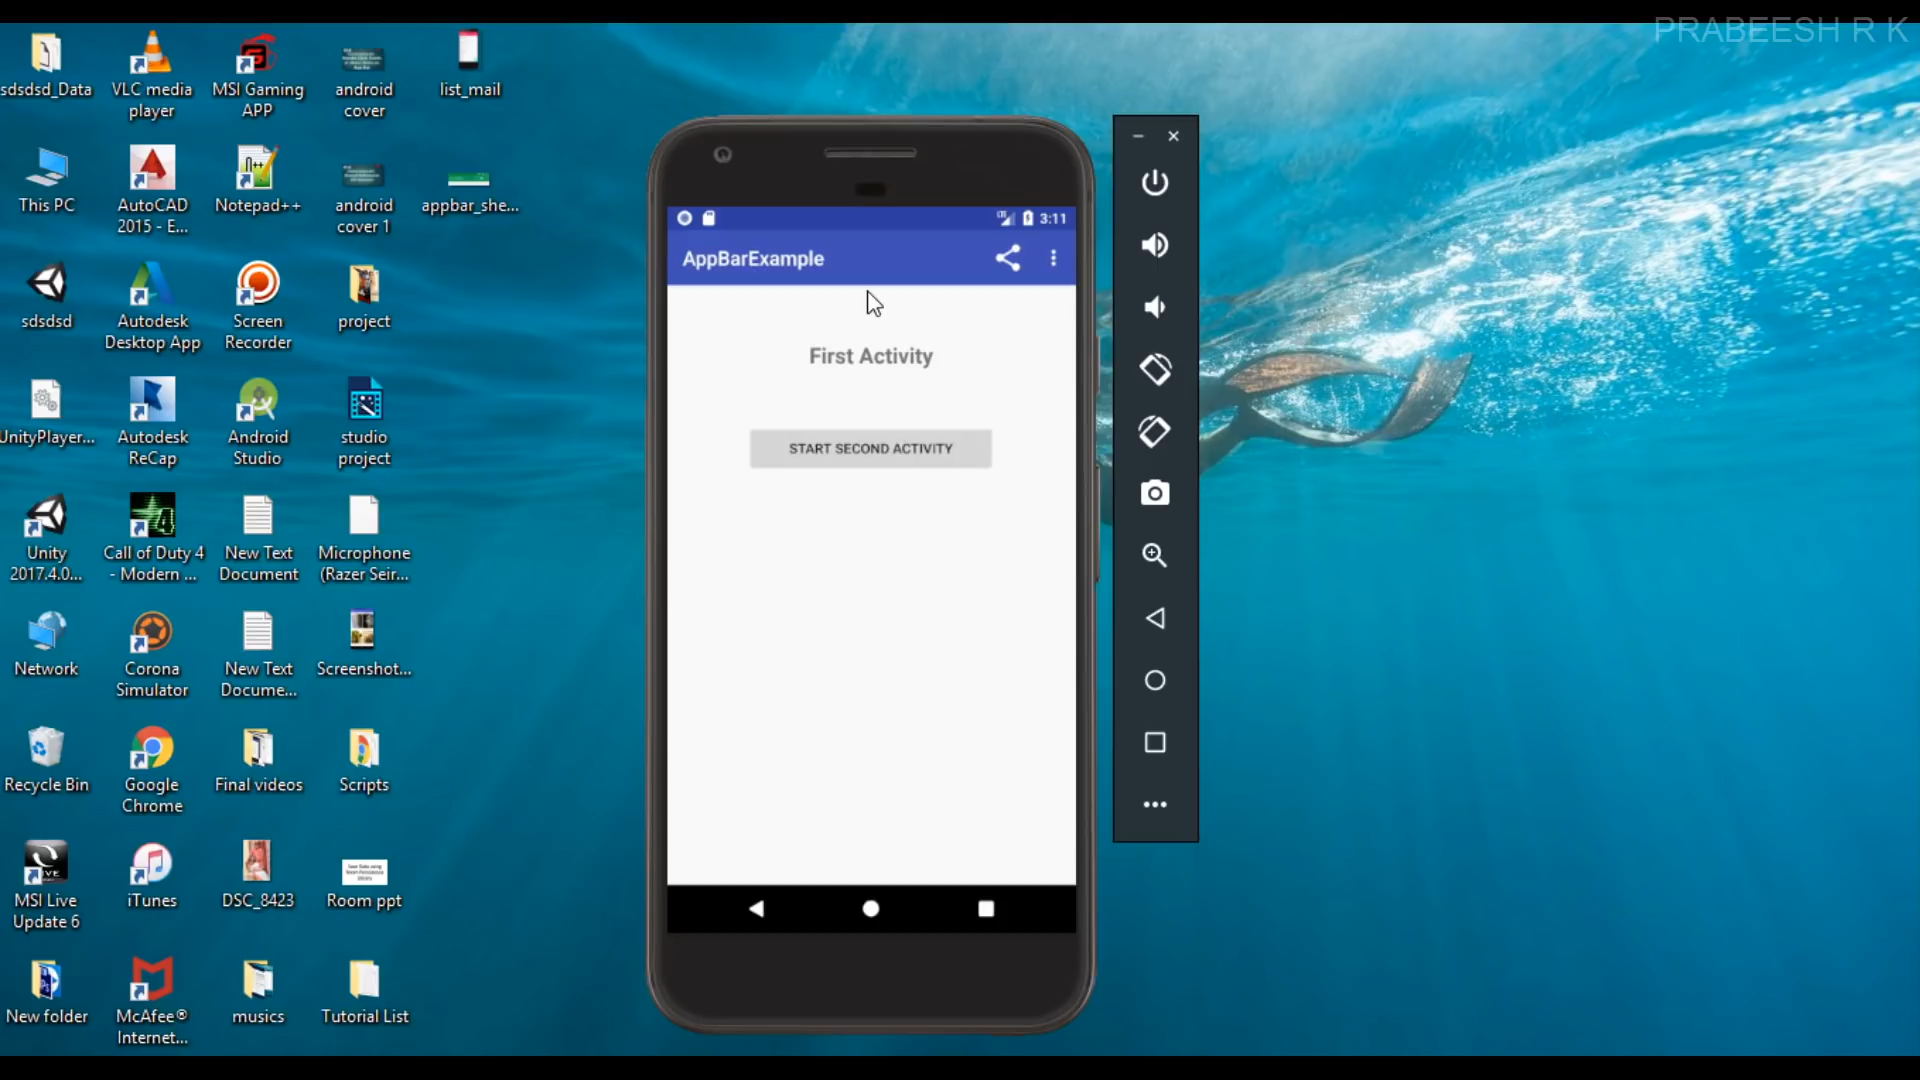 PRABEESH R K
sdsdsd_Data
VLC media
player
MSI Gaming
APP
android
cover
list_mail
This PC
AutoCAD
2015 - E...
Notepad++
android
cover 1
appbar_she...
sdsdsd
Autodesk
Desktop App
Screen
Recorder
project
UnityPlayer...
Autodesk
ReCap
Android
Studio
studio
project
Unity
2017.4.0...
Call of Duty 4
- Modern ...
New Text
Document
Microphone
(Razer Seir...
Network
Corona
Simulator
New Text
Docume...
Screenshot...
Recycle Bin
Google
Chrome
Final videos
Scripts
MSI Live
Update 6
iTunes
DSC_8423
Room ppt
New folder
McAfee®
Internet...
musics
Tutorial List
3:11
AppBarExample
First Activity
START SECOND ACTIVITY